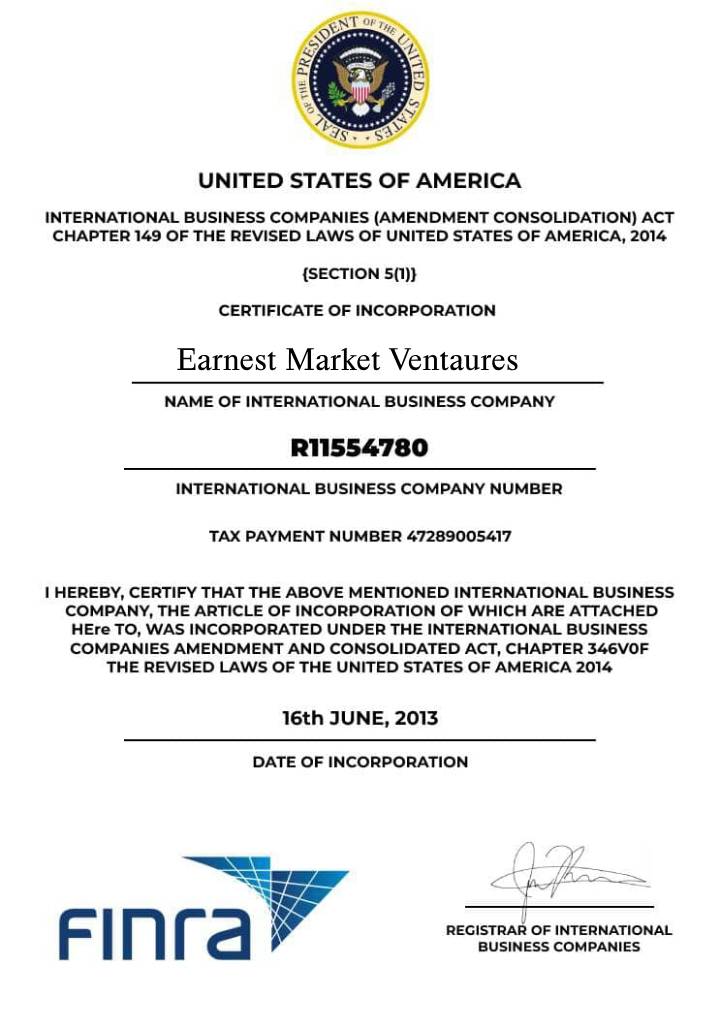 SEAL OF THE PRESIDENT OF THE UNITED STATES
UNITED STATES OF AMERICA
INTERNATIONAL BUSINESS COMPANIES (AMENDMENT CONSOLIDATION) ACT
CHAPTER 149 OF THE REVISED LAWS OF UNITED STATES OF AMERICA, 2014
{SECTION 5(1)}
CERTIFICATE OF INCORPORATION
Earnest Market Ventaures
NAME OF INTERNATIONAL BUSINESS COMPANY
R11554780
INTERNATIONAL BUSINESS COMPANY NUMBER
TAX PAYMENT NUMBER 47289005417
I HEREBY, CERTIFY THAT THE ABOVE MENTIONED INTERNATIONAL BUSINESS
COMPANY, THE ARTICLE OF INCORPORATION OF WHICH ARE ATTACHED
HEre TO, WAS INCORPORATED UNDER THE INTERNATIONAL BUSINESS
COMPANIES AMENDMENT AND CONSOLIDATED ACT, CHAPTER 346V0F
THE REVISED LAWS OF THE UNITED STATES OF AMERICA 2014
16th JUNE, 2013
DATE OF INCORPORATION
finra
REGISTRAR OF INTERNATIONAL
BUSINESS COMPANIES